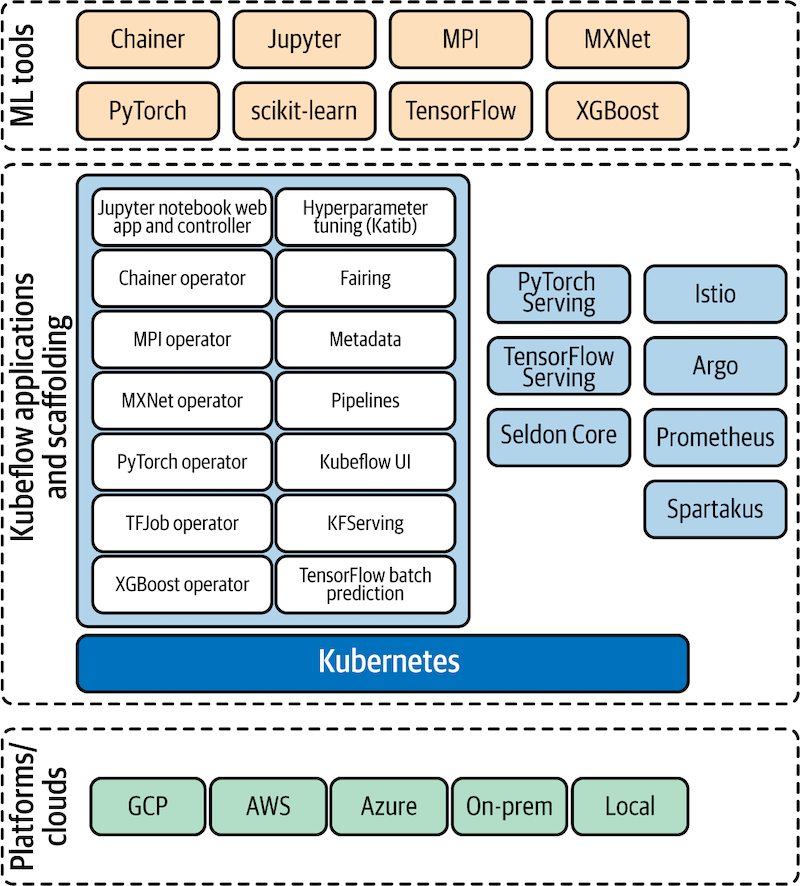 ML tools
Chainer
Jupyter
MPI
MXNet
PyTorch
scikit-learn
TensorFlow
XGBoost
Kubeflow applications
and scaffolding
Jupyter notebook web
app and controller
Hyperparameter
tuning (Katib)
Chainer operator
Fairing
MPI operator
Metadata
MXNet operator
Pipelines
PyTorch operator
Kubeflow UI
TFJob operator
KFServing
XGBoost operator
TensorFlow batch
prediction
PyTorch
Serving
Istio
TensorFlow
Serving
Argo
Seldon Core
Prometheus
Spartakus
Kubernetes
Platforms/
clouds
GCP
AWS
Azure
On-prem
Local